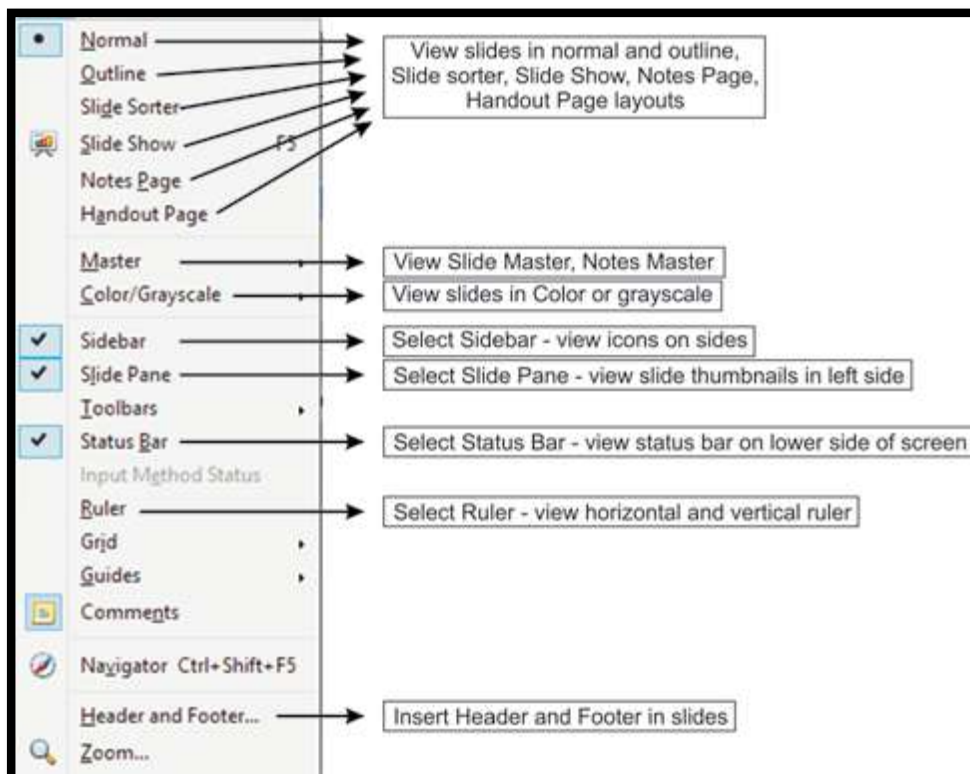 Normal
Outline
Slide Sorter
Slide Show F5
Notes Page
Handout Page
View slides in normal and outline,
Slide sorter, Slide Show, Notes Page,
Handout Page layouts
Master
View Slide Master, Notes Master
Color/Grayscale
View slides in Color or grayscale
Sidebar
Select Sidebar - view icons on sides
Slide Pane
Select Slide Pane - view slide thumbnails in left side
Toolbars
Status Bar
Select Status Bar - view status bar on lower side of screen
Input Method Status
Ruler
Select Ruler - view horizontal and vertical ruler
Grid
Guides
Comments
Navigator Ctrl+Shift+F5
Header and Footer...
Insert Header and Footer in slides
Zoom...